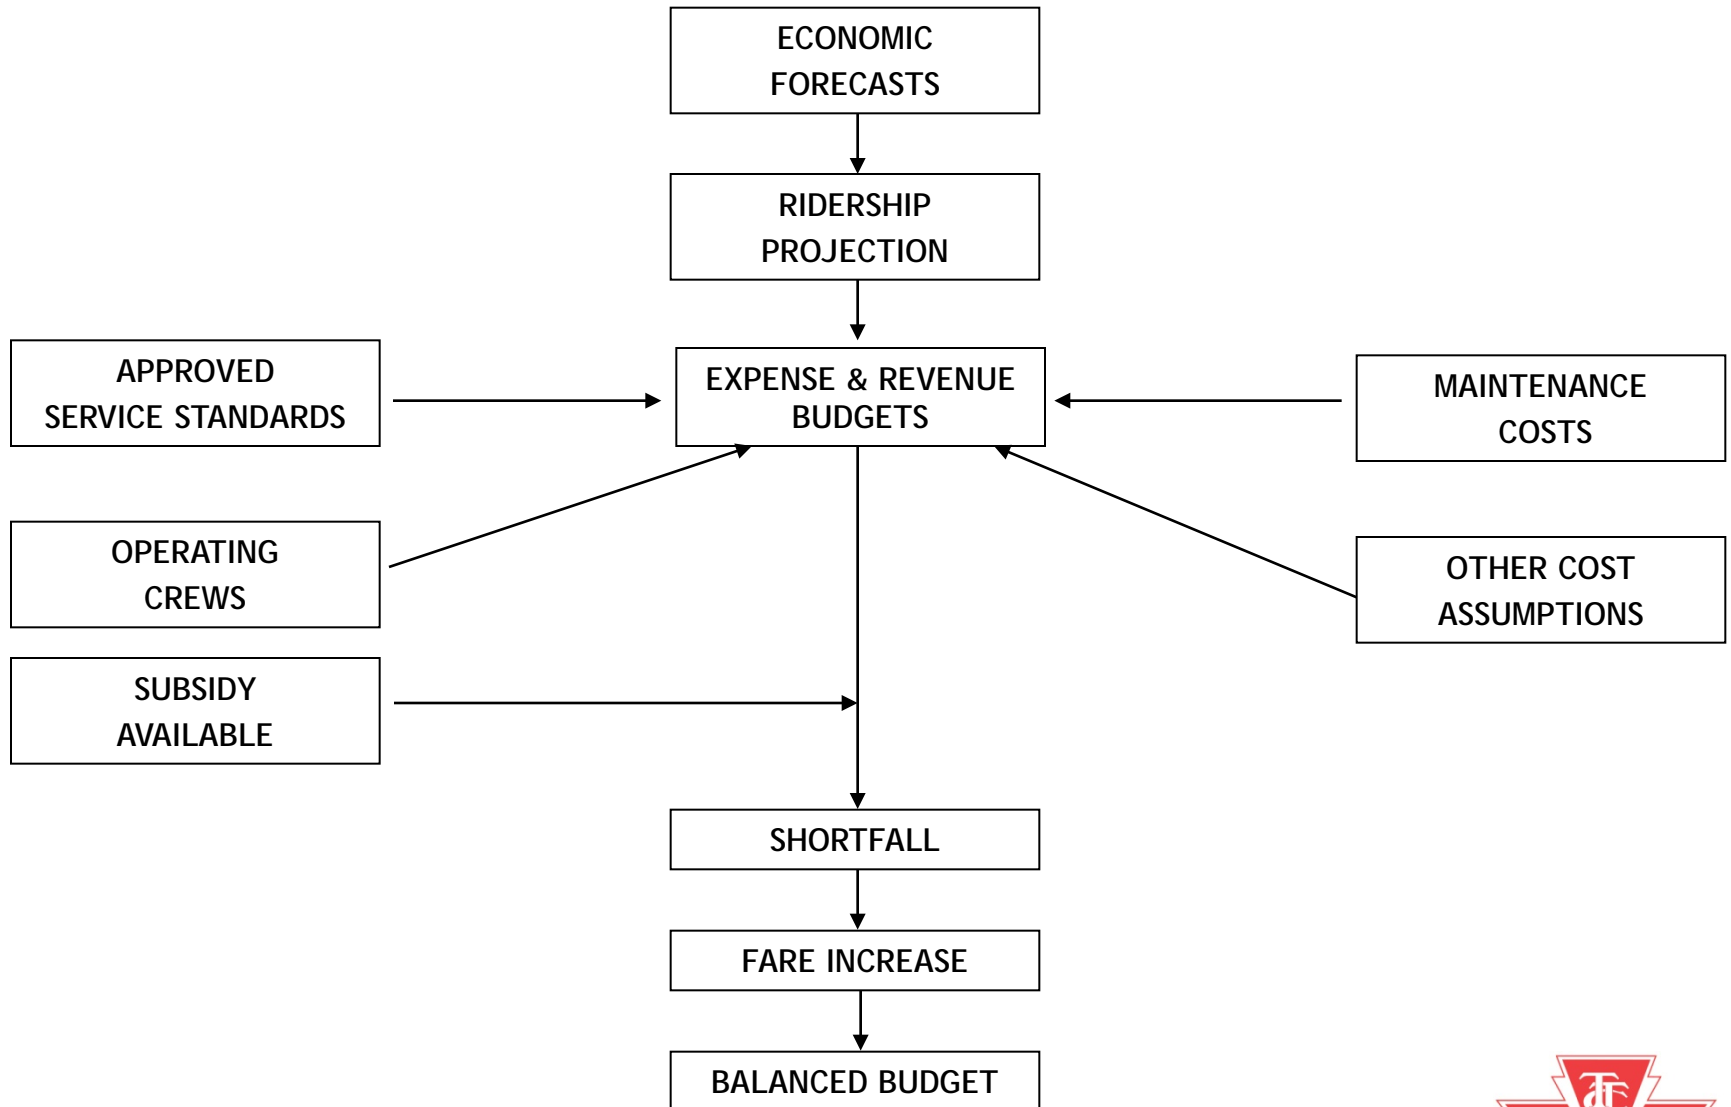 ECONOMIC
FORECASTS
RIDERSHIP
PROJECTION
APPROVED
SERVICE STANDARDS
EXPENSE & REVENUE
BUDGETS
MAINTENANCE
COSTS
OPERATING
CREWS
OTHER COST
ASSUMPTIONS
SUBSIDY
AVAILABLE
SHORTFALL
FARE INCREASE
BALANCED BUDGET
TTC